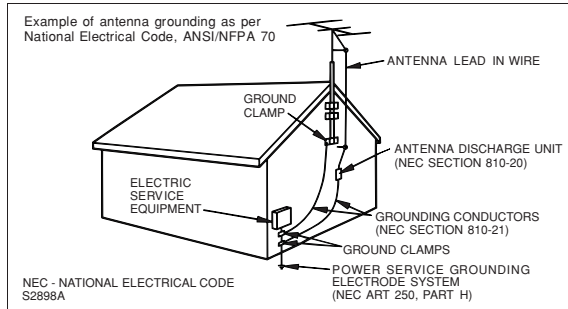 Example of antenna grounding as per
National Electrical Code, ANSI/NFPA 70
ANTENNA LEAD IN WIRE
GROUND
CLAMP
ANTENNA DISCHARGE UNIT
(NEC SECTION 810-20)
ELECTRIC
SERVICE
EQUIPMENT
GROUNDING CONDUCTORS
(NEC SECTION 810-21)
GROUND CLAMPS
POWER SERVICE GROUNDING
ELECTRODE SYSTEM
(NEC ART 250, PART H)
NEC - NATIONAL ELECTRICAL CODE
S2898A